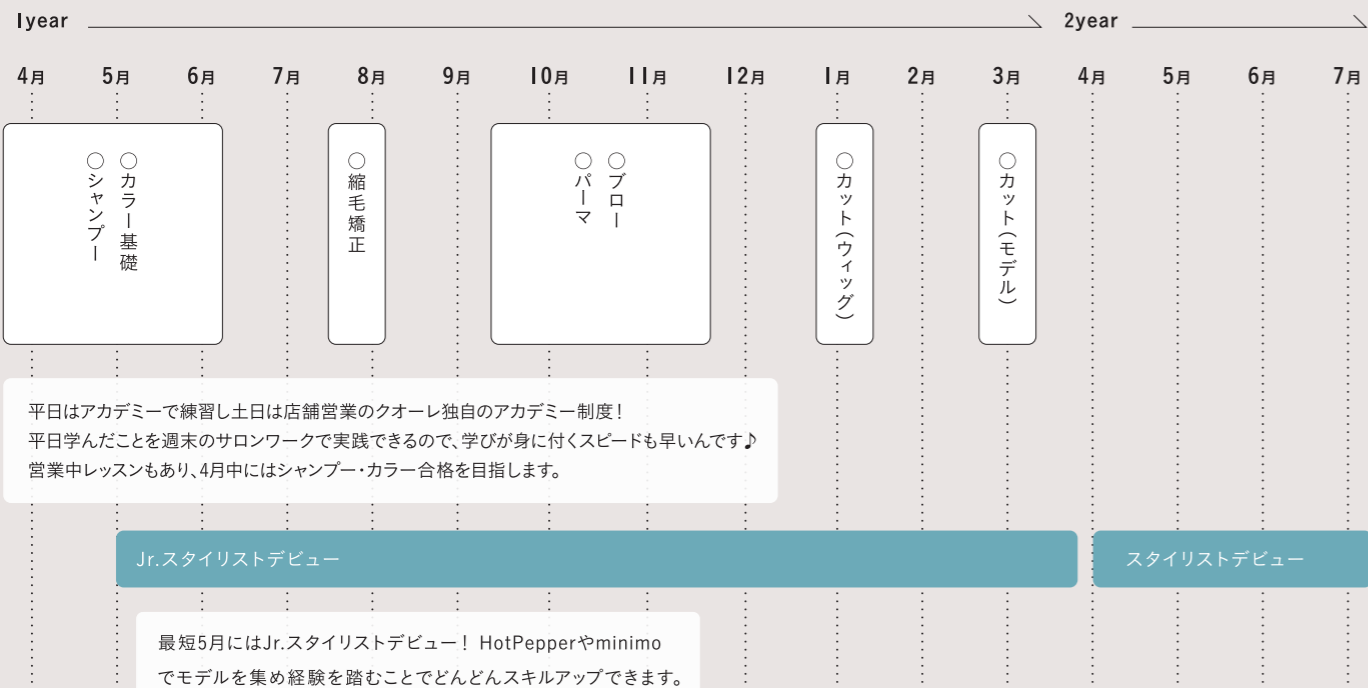 1year
2year
4月 5月 6月 7月 8月 9月 10月 11月 12月 1月 2月 3月 4月 5月 6月 7月
○カラー基礎
○シャンプー
○縮毛矯正
○ブロー
○パーマ
○カット(ウィッグ)
○カット(モデル)
平日はアカデミーで練習し土日は店舗営業のクオーレ独自のアカデミー制度!
平日学んだことを週末のサロンワークで実践できるので、学びが身に付くスピードも早いんです♪
営業中レッスンもあり、4月中にはシャンプー・カラー合格を目指します。
Jr.スタイリストデビュー
スタイリストデビュー
最短5月にはJr.スタイリストデビュー! HotPepperやminimo
でモデルを集め経験を踏むことでどんどんスキルアップできます。